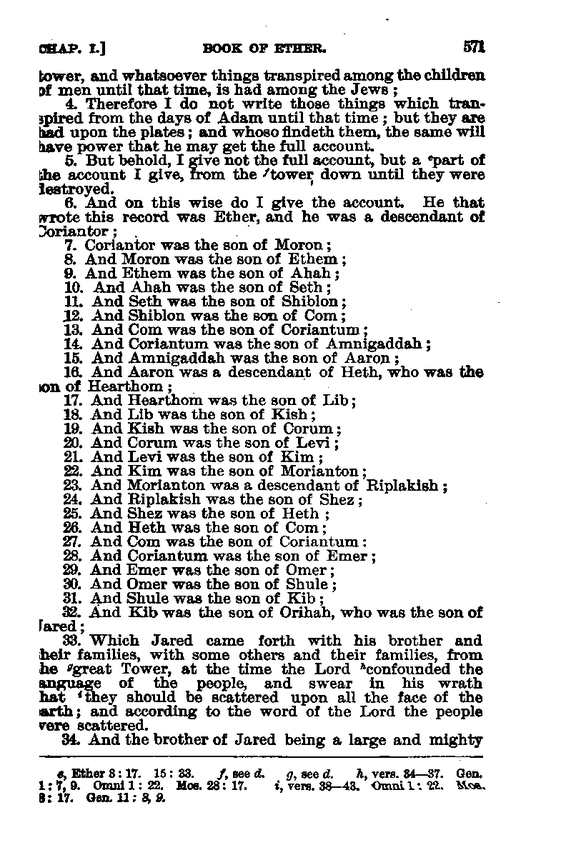 CHAP. I.] BOOK OF ETHER. 571
tower, and whatsoever things transpired among the children
of men until that time, is had among the Jews ;
4. Therefore I do not write those things which tran-
spired from the days of Adam until that time ; but they are
had upon the plates ; and whoso findeth them, the same will
have power that he may get the full account.
5. But behold, I give not the full account, but a ᵉpart of
the account I give, from the ᶠtower down until they were
destroyed.
6. And on this wise do I give the account. He that
wrote this record was Ether, and he was a descendant of
Coriantor ;
7. Coriantor was the son of Moron ;
8. And Moron was the son of Ethem ;
9. And Ethem was the son of Ahah ;
10. And Ahah was the son of Seth ;
11. And Seth was the son of Shiblon ;
12. And Shiblon was the son of Com ;
13. And Com was the son of Coriantum ;
14. And Coriantum was the son of Amnigaddah ;
15. And Amnigaddah was the son of Aaron ;
16. And Aaron was a descendant of Heth, who was the
son of Hearthom ;
17. And Hearthom was the son of Lib ;
18. And Lib was the son of Kish ;
19. And Kish was the son of Corum ;
20. And Corum was the son of Levi ;
21. And Levi was the son of Kim ;
22. And Kim was the son of Morianton ;
23. And Morianton was a descendant of Riplakish ;
24. And Riplakish was the son of Shez ;
25. And Shez was the son of Heth ;
26. And Heth was the son of Com ;
27. And Com was the son of Coriantum :
28. And Coriantum was the son of Emer ;
29. And Emer was the son of Omer ;
30. And Omer was the son of Shule ;
31. And Shule was the son of Kib ;
32. And Kib was the son of Orihah, who was the son of
Jared ;
33. Which Jared came forth with his brother and
their families, with some others and their families, from
the ᵍgreat Tower, at the time the Lord ʰconfounded the
language of the people, and swear in his wrath
that ⁱthey should be scattered upon all the face of the
earth ; and according to the word of the Lord the people
were scattered.
34. And the brother of Jared being a large and mighty
e, Ether 8 : 17. 15 : 33. f, see d. g, see d. h, vers. 34—37. Gen.
1 : 7, 9. Omni 1 : 22. Mos. 28 : 17. i, vers. 38—43. Omni 1 : 22. Mos.
8 : 17. Gen. 11 : 8, 9.